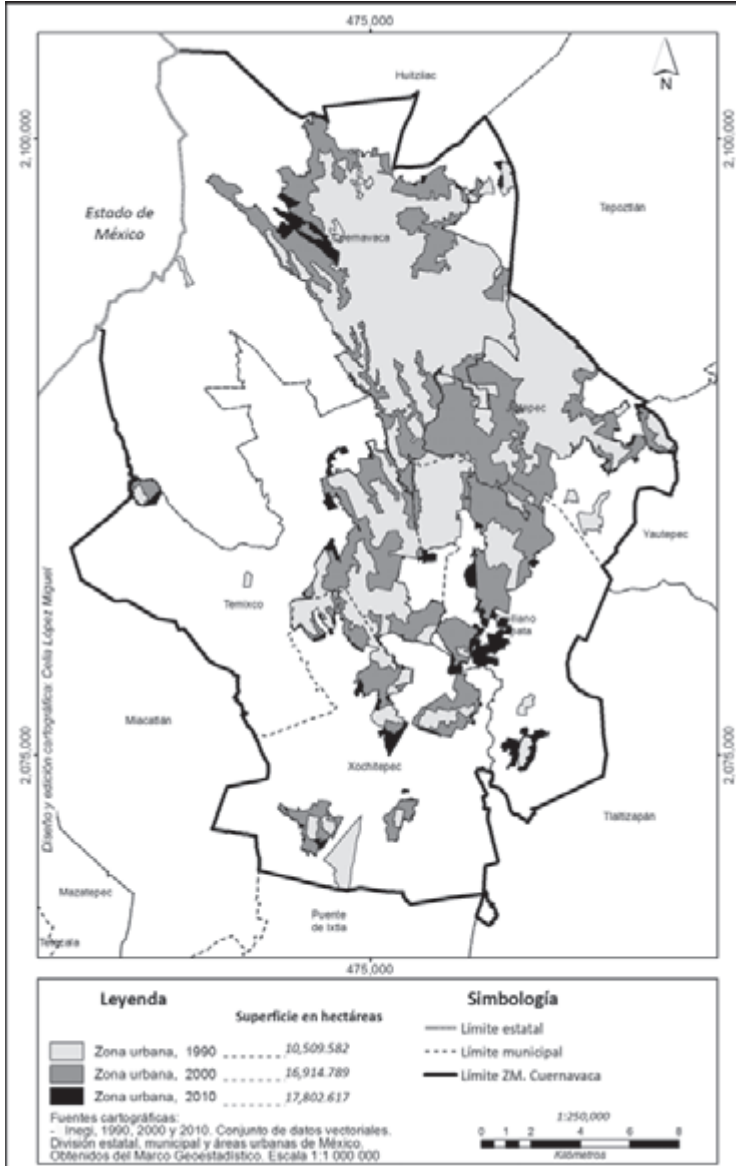 475,000
Huitzilac
N
2,100,000
2,100,000
Tepoztlán
Estado de
México
Cuernavaca
Yautepec
Temixco
Miacatlán
Diseño y edición cartográfica: Celia López Miguel
2,075,000
2,075,000
Xochitepec
Tlaltizapán
Mazatepec
Puente
de Ixtla
475,000
Leyenda
Superficie en hectáreas
Zona urbana, 1990 10,509.582
Zona urbana, 2000 16,914.789
Zona urbana, 2010 17,802.617
Simbología
Límite estatal
Límite municipal
Límite ZM. Cuernavaca
Fuentes cartográficas:
- Inegi, 1990, 2000 y 2010. Conjunto de datos vectoriales.
División estatal, municipal y áreas urbanas de México.
Obtenidos del Marco Geoestadístico. Escala 1:1 000 000
1:250,000
0 2 4 6 8
Kilómetros